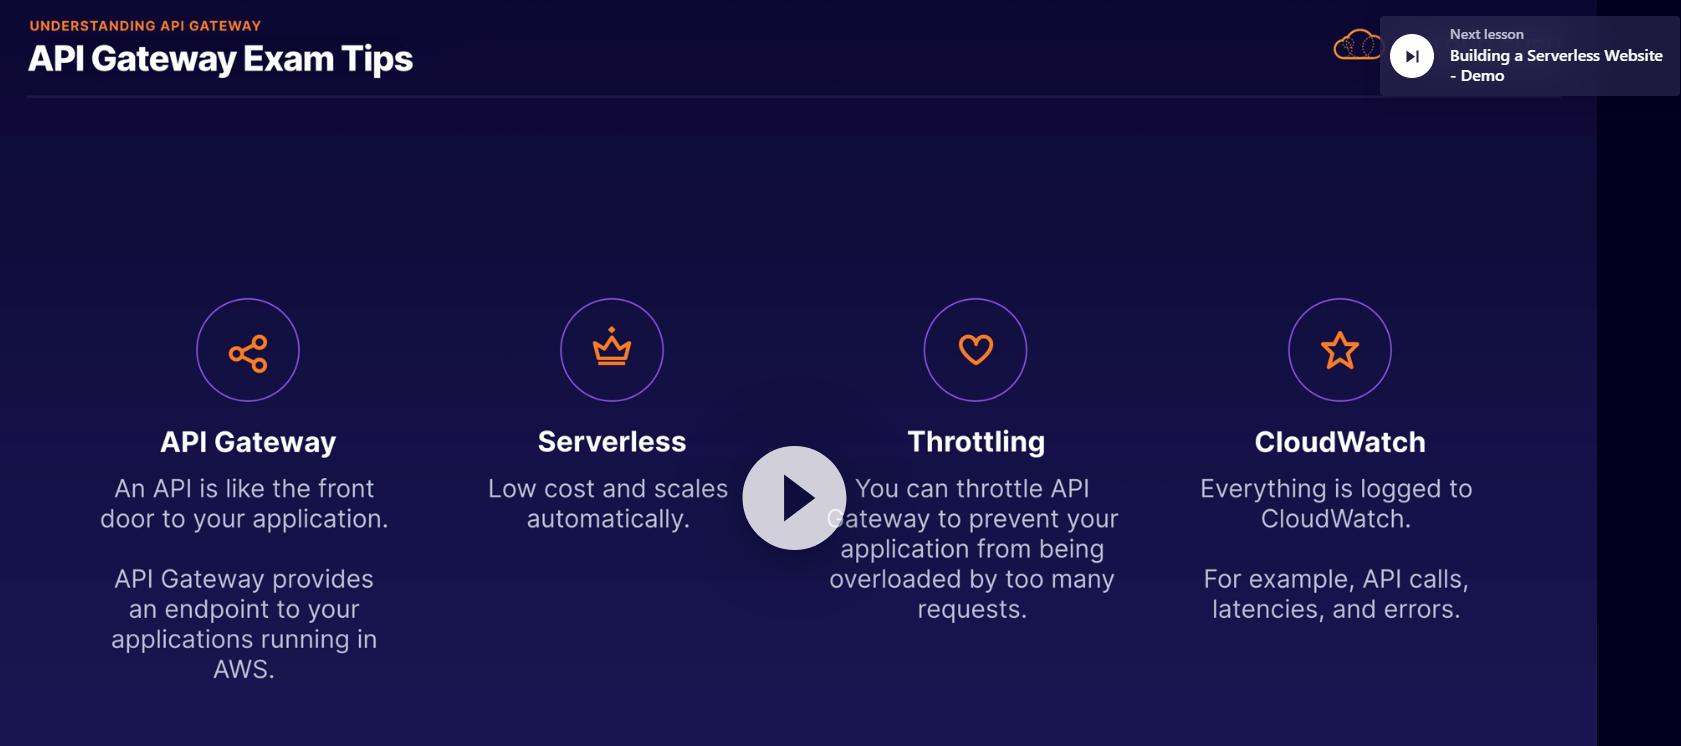 UNDERSTANDING API GATEWAY
API Gateway Exam Tips
Next lesson
Building a Serverless Website
- Demo
API Gateway
An API is like the front
door to your application.
API Gateway provides
an endpoint to your
applications running in
AWS.
Serverless
Low cost and scales
automatically.
Throttling
You can throttle API
Gateway to prevent your
application from being
overloaded by too many
requests.
CloudWatch
Everything is logged to
CloudWatch.
For example, API calls,
latencies, and errors.